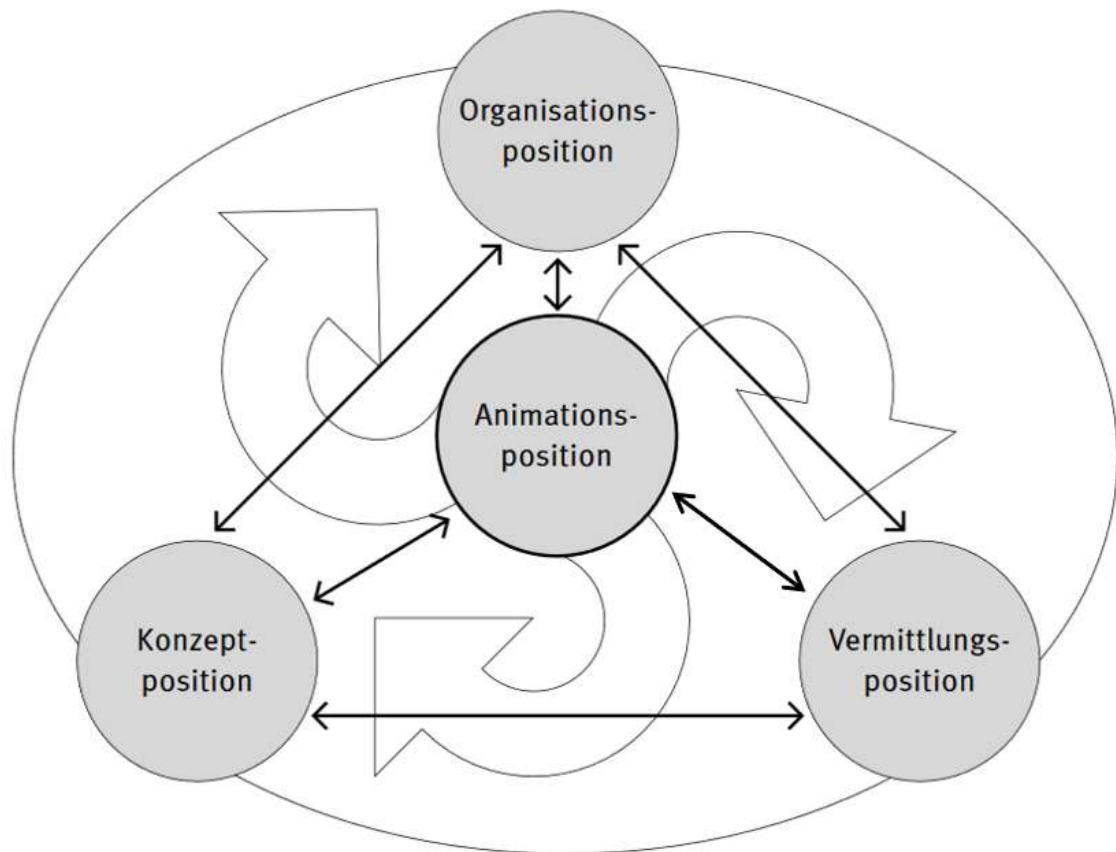 Organisations-
position
Animations-
position
Konzept-
position
Vermittlungs-
position